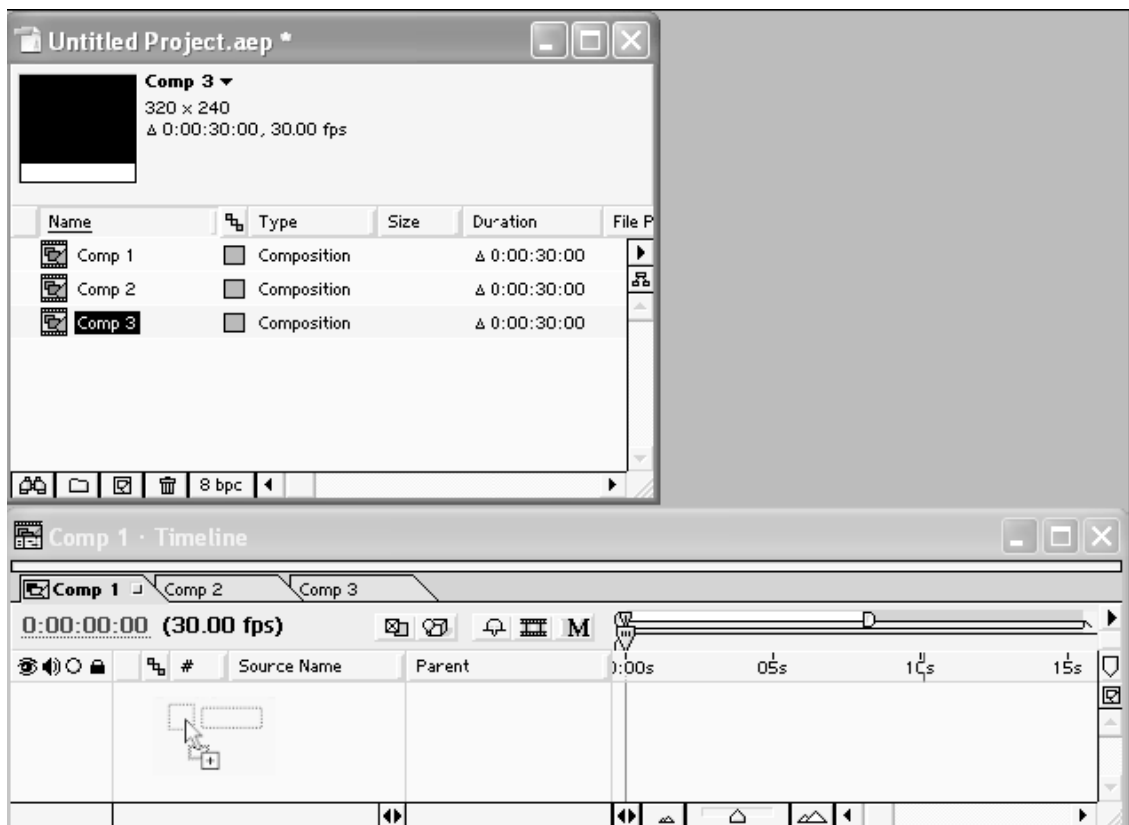 Untitled Project.aep *
Comp 3
320 × 240
Δ 0:00:30:00, 30.00 fps
Name Type Size Duration File P
Comp 1 Composition Δ 0:00:30:00
Comp 2 Composition Δ 0:00:30:00
Comp 3 Composition Δ 0:00:30:00
8 bpc
Comp 1 · Timeline
Comp 1 Comp 2 Comp 3
0:00:00:00 (30.00 fps) M
# Source Name Parent ):00s 05s 10s 15s